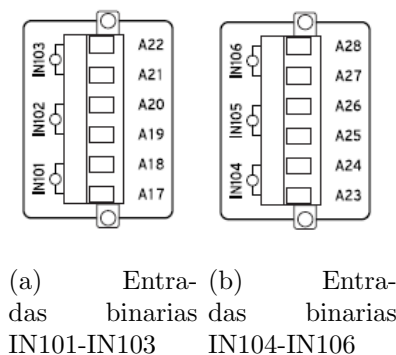 IN103
IN102
IN101
A22
A21
A20
A19
A18
A17
IN106
IN105
IN104
A28
A27
A26
A25
A24
A23
(a) Entra-
das binarias
IN101-IN103
(b) Entra-
das binarias
IN104-IN106